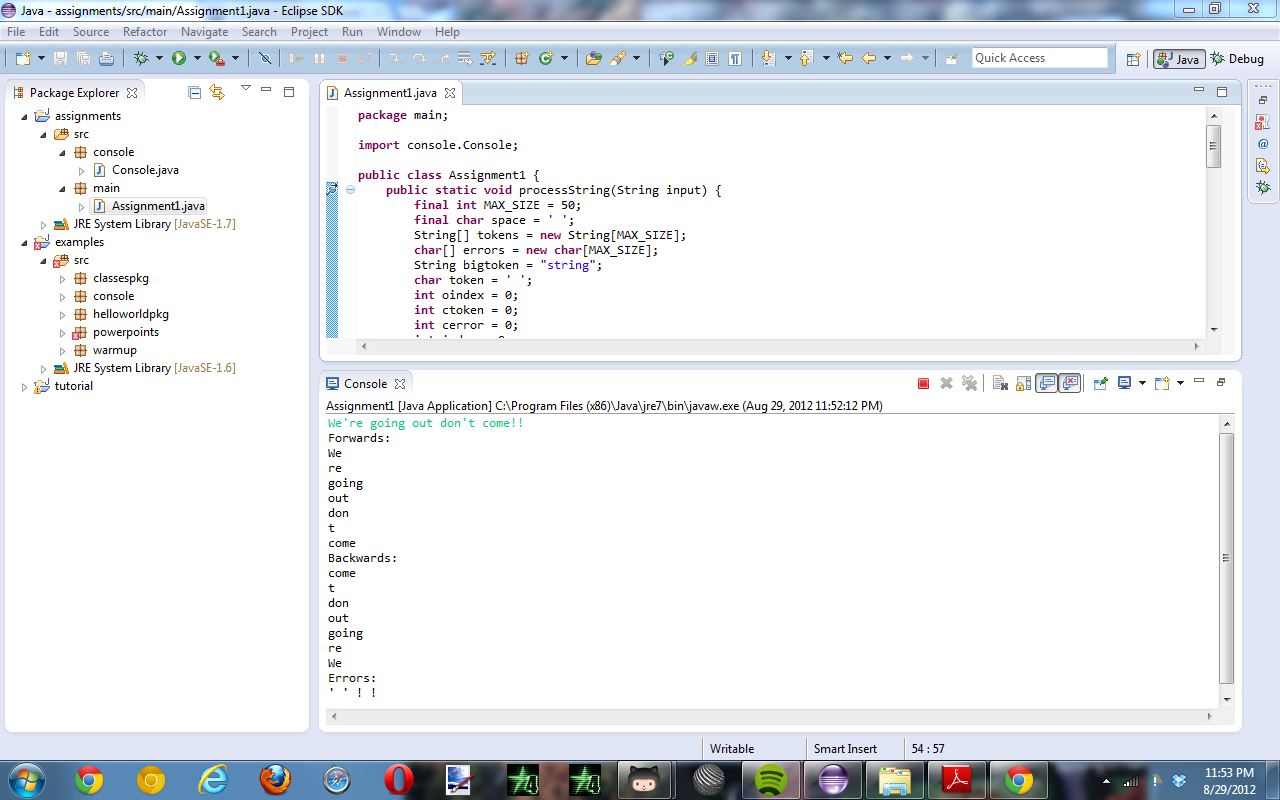 Java - assignments/src/main/Assignment1.java - Eclipse SDK
File Edit Source Refactor Navigate Search Project Run Window Help
Quick Access
Java
Debug
Package Explorer
assignments
src
console
Console.java
main
Assignment1.java
JRE System Library [JavaSE-1.7]
examples
src
classespkg
console
helloworldpkg
powerpoints
warmup
JRE System Library [JavaSE-1.6]
tutorial
Assignment1.java
package main;
import console.Console;
public class Assignment1 {
public static void processString(String input) {
final int MAX_SIZE = 50;
final char space = ' ';
String[] tokens = new String[MAX_SIZE];
char[] errors = new char[MAX_SIZE];
String bigtoken = "string";
char token = ' ';
int oindex = 0;
int ctoken = 0;
int cerror = 0;
Console
Assignment1 [Java Application] C:\Program Files (x86)\Java\jre7\bin\javaw.exe (Aug 29, 2012 11:52:12 PM)
We're going out don't come!!
Forwards:
We
re
going
out
don
t
come
Backwards:
come
t
don
out
going
re
We
Errors:
' ' ! !
Writable
Smart Insert
54 : 57
11:53 PM
8/29/2012